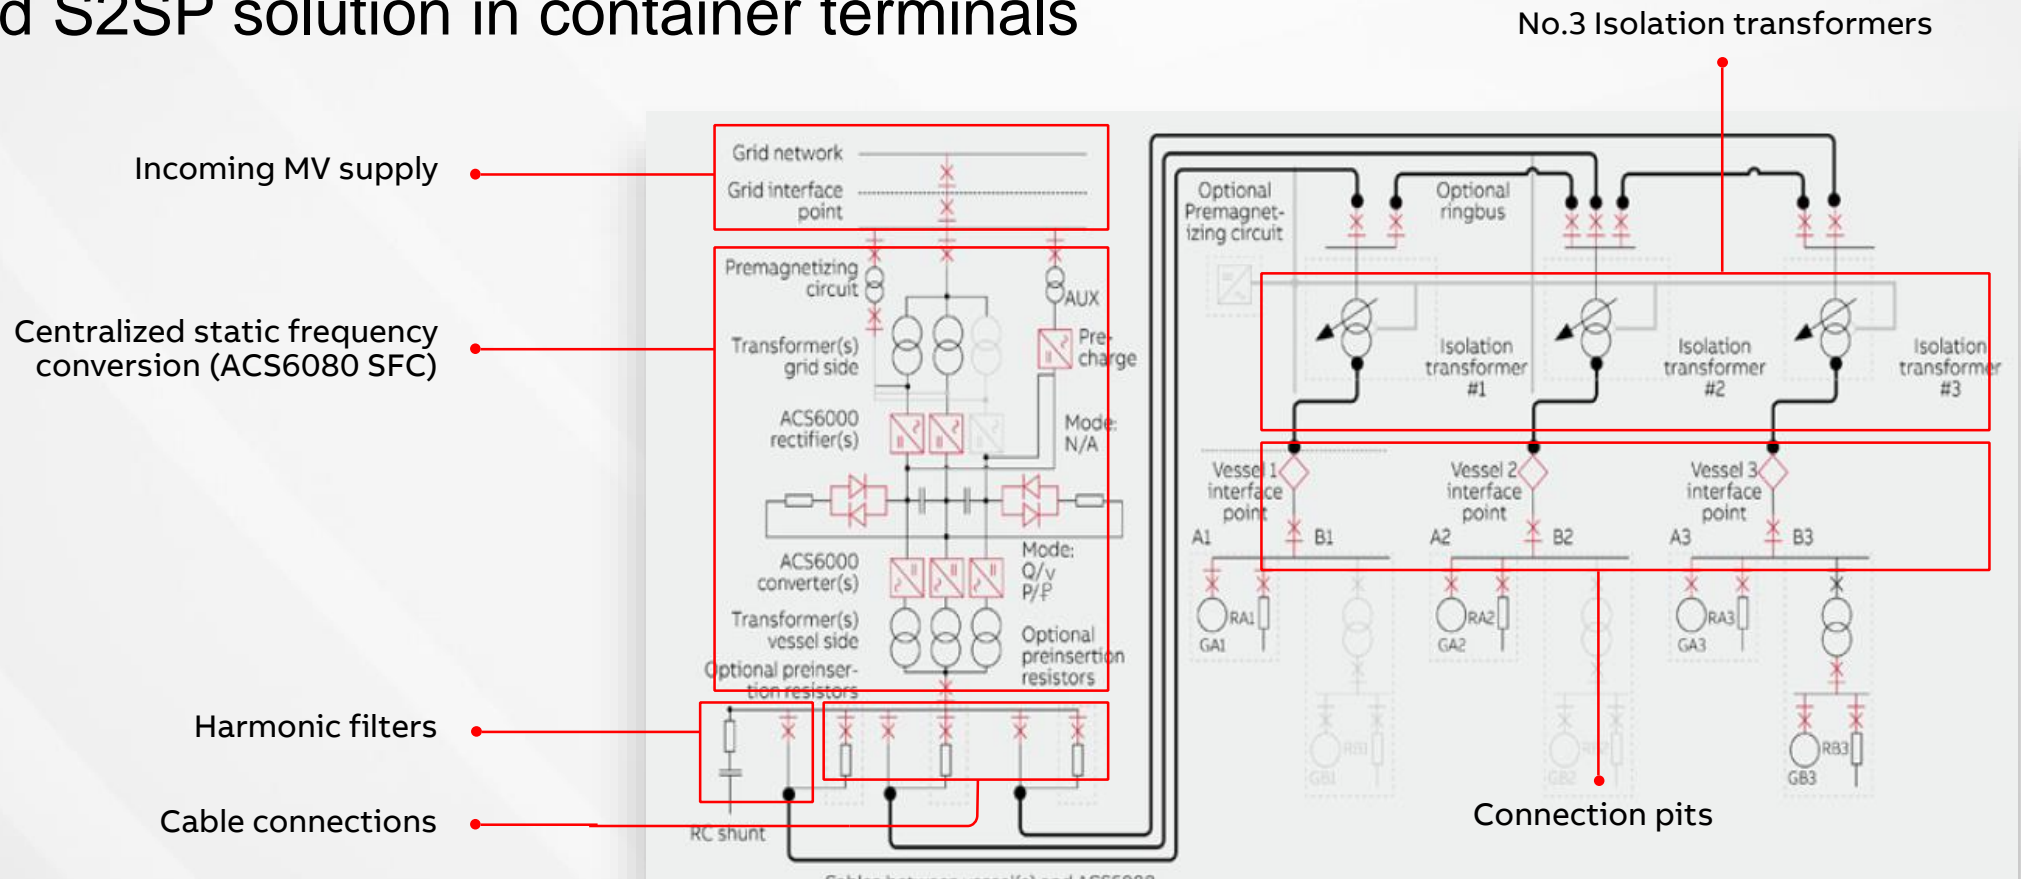 d S2SP solution in container terminals
No.3 Isolation transformers
Incoming MV supply
Centralized static frequency
conversion (ACS6080 SFC)
Harmonic filters
Cable connections
Connection pits
Grid network
Grid interface
point
Premagnetizing
circuit
AUX
Transformer(s)
grid side
Pre-
charge
ACS6000
rectifier(s)
Mode:
N/A
ACS6000
converter(s)
Mode:
Q/v
P/f
Transformer(s)
vessel side
Optional
preinsertion
resistors
Optional preinser-
tion resistors
RC shunt
Optional
Premagnet-
izing circuit
Optional
ringbus
Isolation
transformer
#1
Isolation
transformer
#2
Isolation
transformer
#3
Vessel 1
interface
point
Vessel 2
interface
point
Vessel 3
interface
point
A1
B1
A2
B2
A3
B3
RA1
GA1
RA2
GA2
RA3
GA3
RB1
GB1
RB2
GB2
RB3
GB3